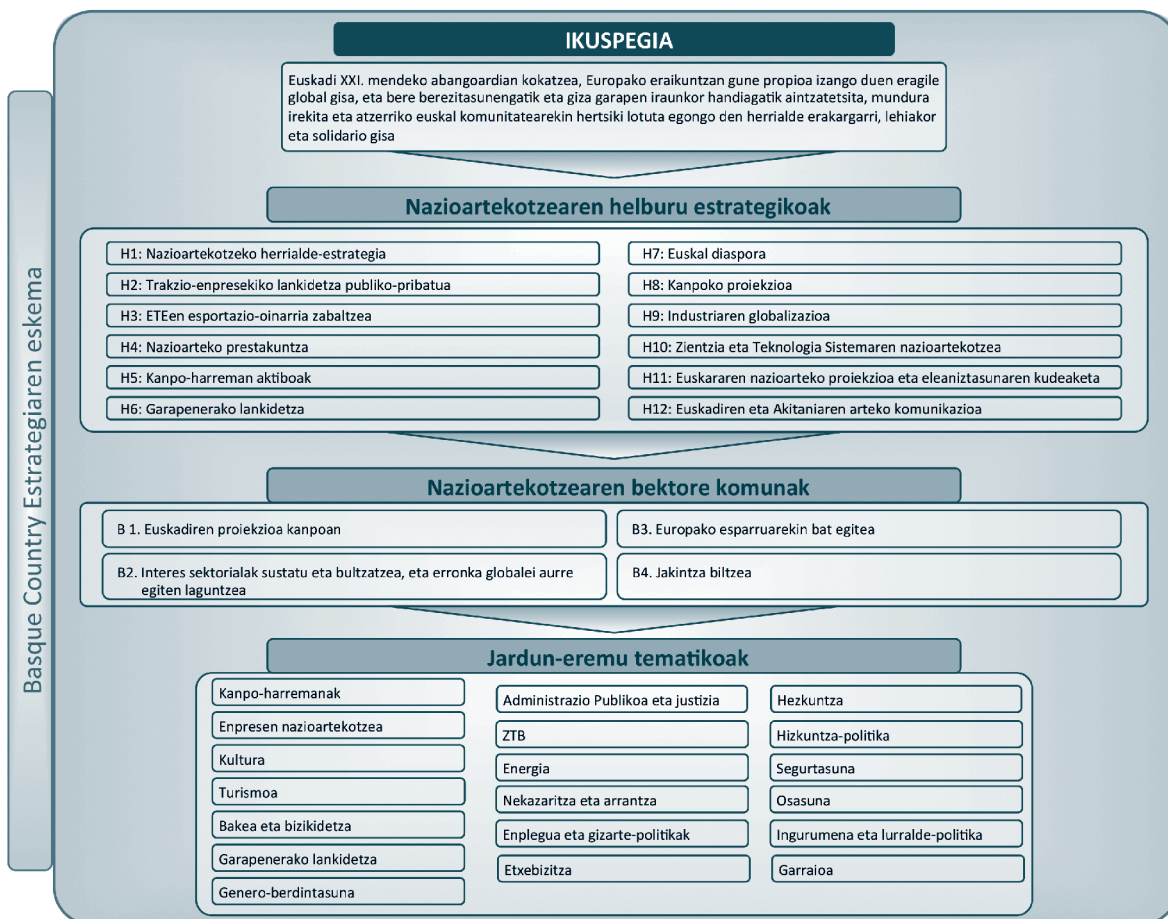 Basque Country Estrategiaren eskema
IKUSPEGIA
Euskadi XXI. mendeko abangoardian kokatzea, Europako eraikuntzan gune propioa izango duen eragile
global gisa, eta bere berezitasunengatik eta giza garapen iraunkor handiagatik aintzatetsita, mundura
irekita eta atzerriko euskal komunitatearekin hertsiki lotuta egongo den herrialde erakargarri, lehiakor
eta solidario gisa
Nazioartekotzearen helburu estrategikoak
H1: Nazioartekotzeko herrialde-estrategia
H2: Trakzio-enpresekiko lankidetza publiko-pribatua
H3: ETEen esportazio-oinarria zabaltzea
H4: Nazioarteko prestakuntza
H5: Kanpo-harreman aktiboak
H6: Garapenerako lankidetza
H7: Euskal diaspora
H8: Kanpoko proiekzioa
H9: Industriaren globalizazioa
H10: Zientzia eta Teknologia Sistemaren nazioartekotzea
H11: Euskararen nazioarteko proiekzioa eta eleaniztasunaren kudeaketa
H12: Euskadiren eta Akitaniaren arteko komunikazioa
Nazioartekotzearen bektore komunak
B 1. Euskadiren proiekzioa kanpoan
B2. Interes sektorialak sustatu eta bultzatzea, eta erronka globalei aurre
egiten laguntzea
B3. Europako esparruarekin bat egitea
B4. Jakintza biltzea
Jardun-eremu tematikoak
Kanpo-harremanak
Enpresen nazioartekotzea
Kultura
Turismoa
Bakea eta bizikidetza
Garapenerako lankidetza
Genero-berdintasuna
Administrazio Publikoa eta justizia
ZTB
Energia
Nekazaritza eta arrantza
Enplegua eta gizarte-politikak
Etxebizitza
Hezkuntza
Hizkuntza-politika
Segurtasuna
Osasuna
Ingurumena eta lurralde-politika
Garraioa